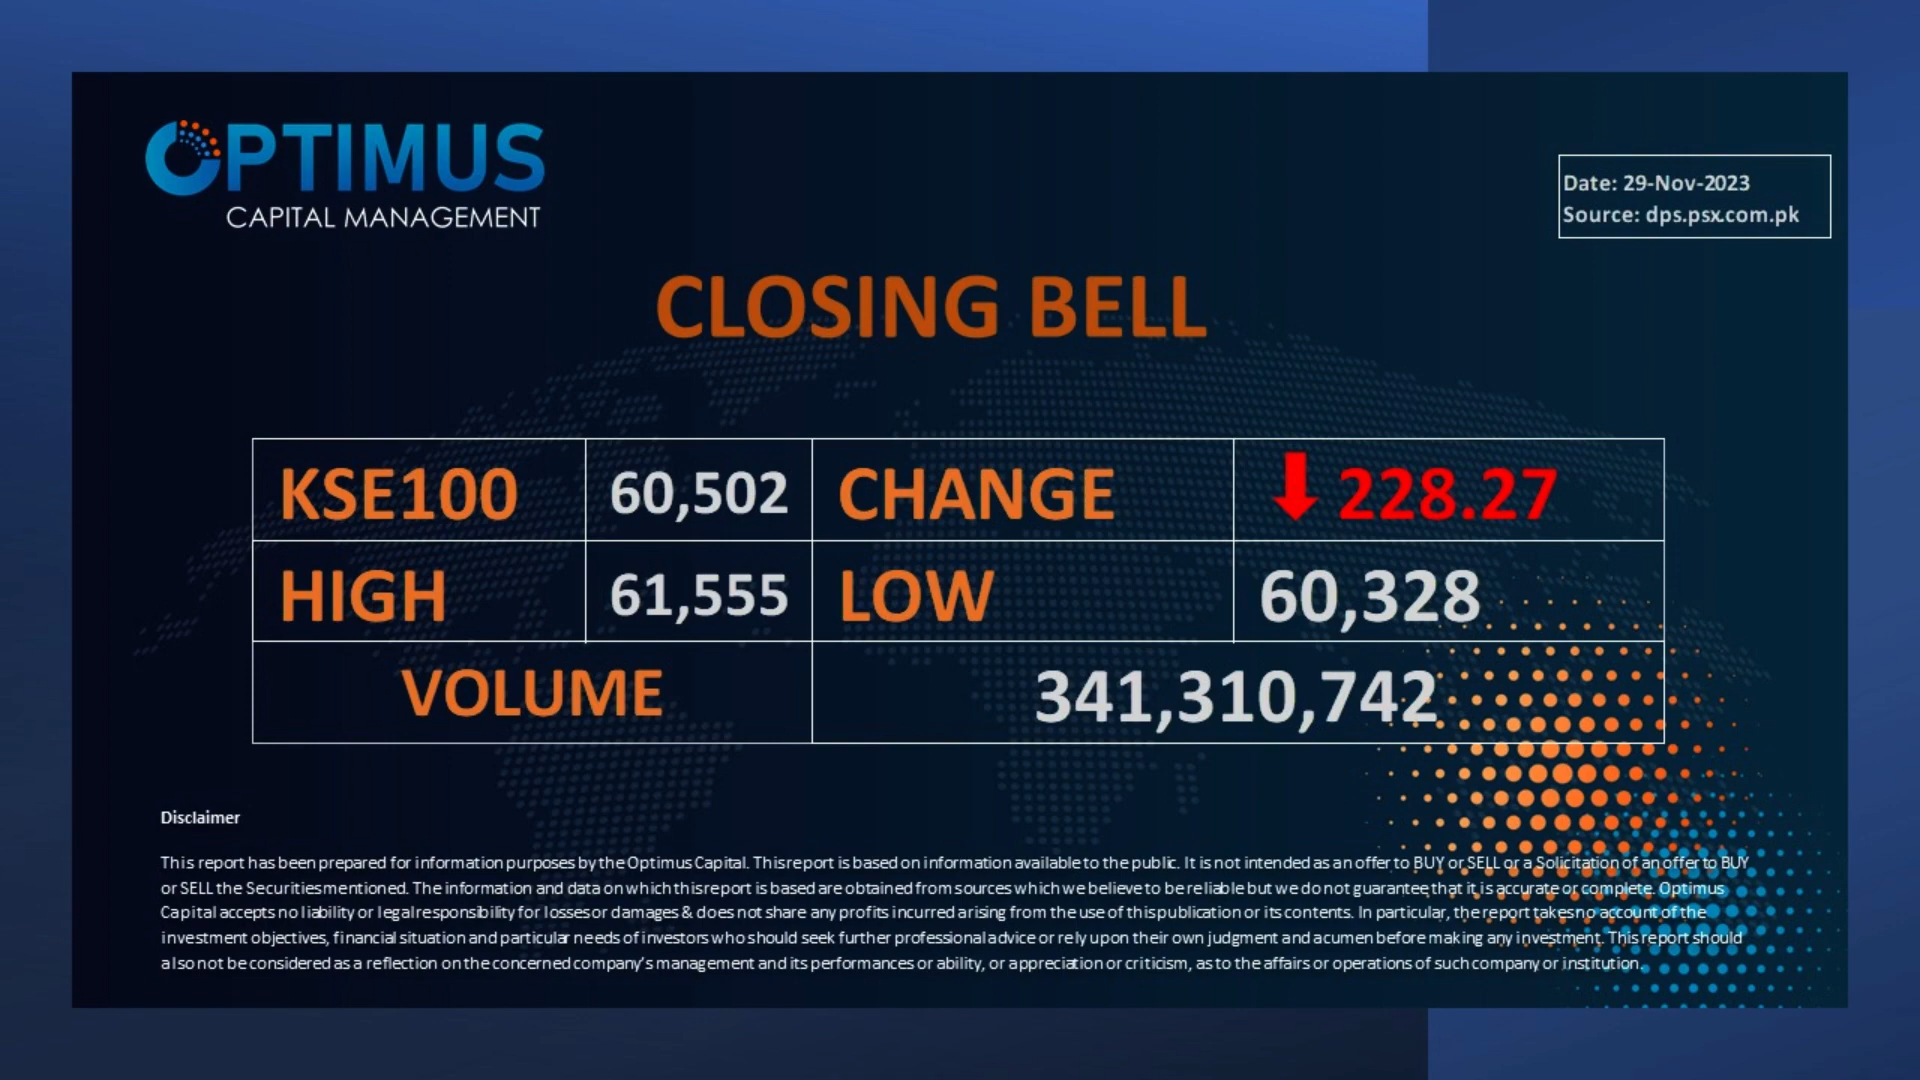 OPTIMUS
CAPITAL MANAGEMENT
Date: 29-Nov-2023
Source: dps.psx.com.pk
CLOSING BELL
KSE100 60,502 CHANGE 228.27
HIGH 61,555 LOW 60,328
VOLUME 341,310,742
Disclaimer
This report has been prepared for information purposes by the Optimus Capital. This report is based on information available to the public. It is not intended as an offer to BUY or SELL or a Solicitation of an offer to BUY
or SELL the Securities mentioned. The information and data on which this report is based are obtained from sources which we believe to be reliable but we do not guarantee that it is accurate or complete. Optimus
Capital accepts no liability or legal responsibility for losses or damages & does not share any profits incurred arising from the use of this publication or its contents. In particular, the report takes no account of the
investment objectives, financial situation and particular needs of investors who should seek further professional advice or rely upon their own judgment and acumen before making any investment. This report should
also not be considered as a reflection on the concerned company's management and its performances or ability, or appreciation or criticism, as to the affairs or operations of such company or institution.